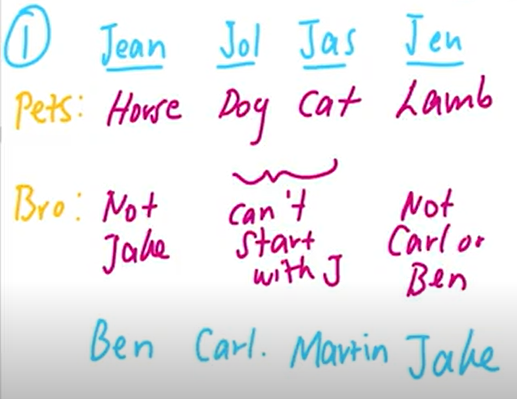 1 Jean Jol Jas Jen
Pets: Horse Dog Cat Lamb
Bro: Not Jake can't start with J Not Carl or Ben
Ben Carl. Martin Jake